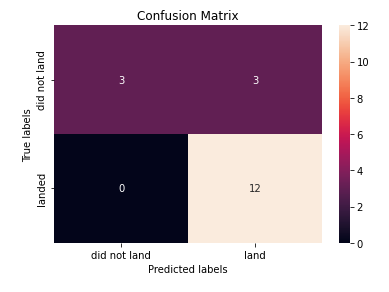 Confusion Matrix
True labels
did not land
landed
3
3
0
12
did not land
land
Predicted labels
12
10
8
6
4
2
0